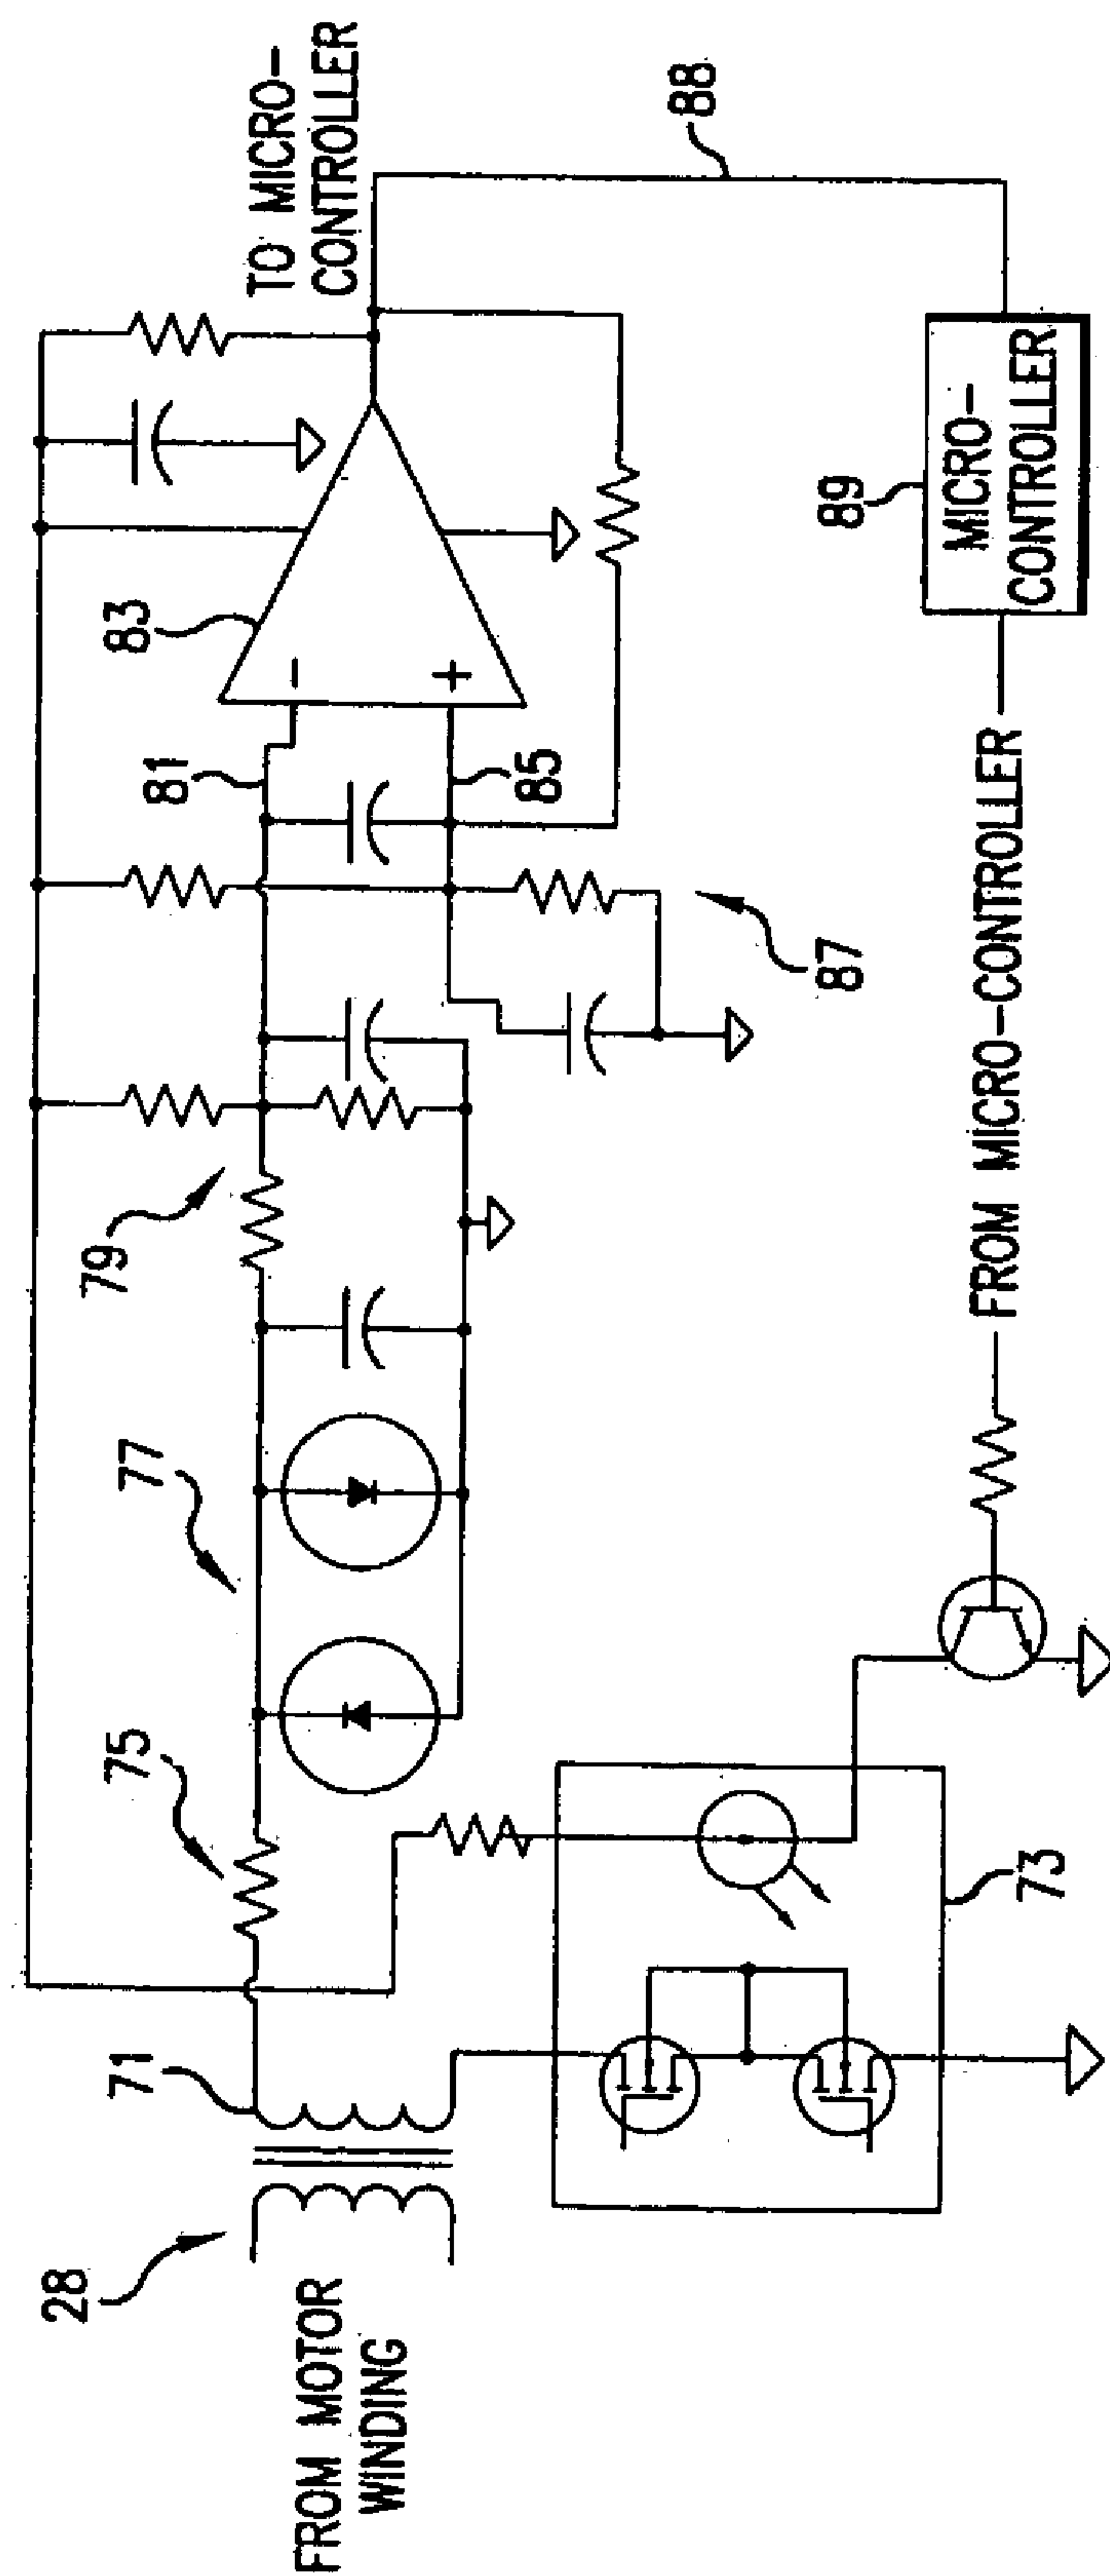 TO MICRO-
CONTROLLER
88
83
81
85
87
89
MICRO-
CONTROLLER
FROM MICRO-CONTROLLER
79
77
75
73
71
28
FROM MOTOR
WINDING
-
+